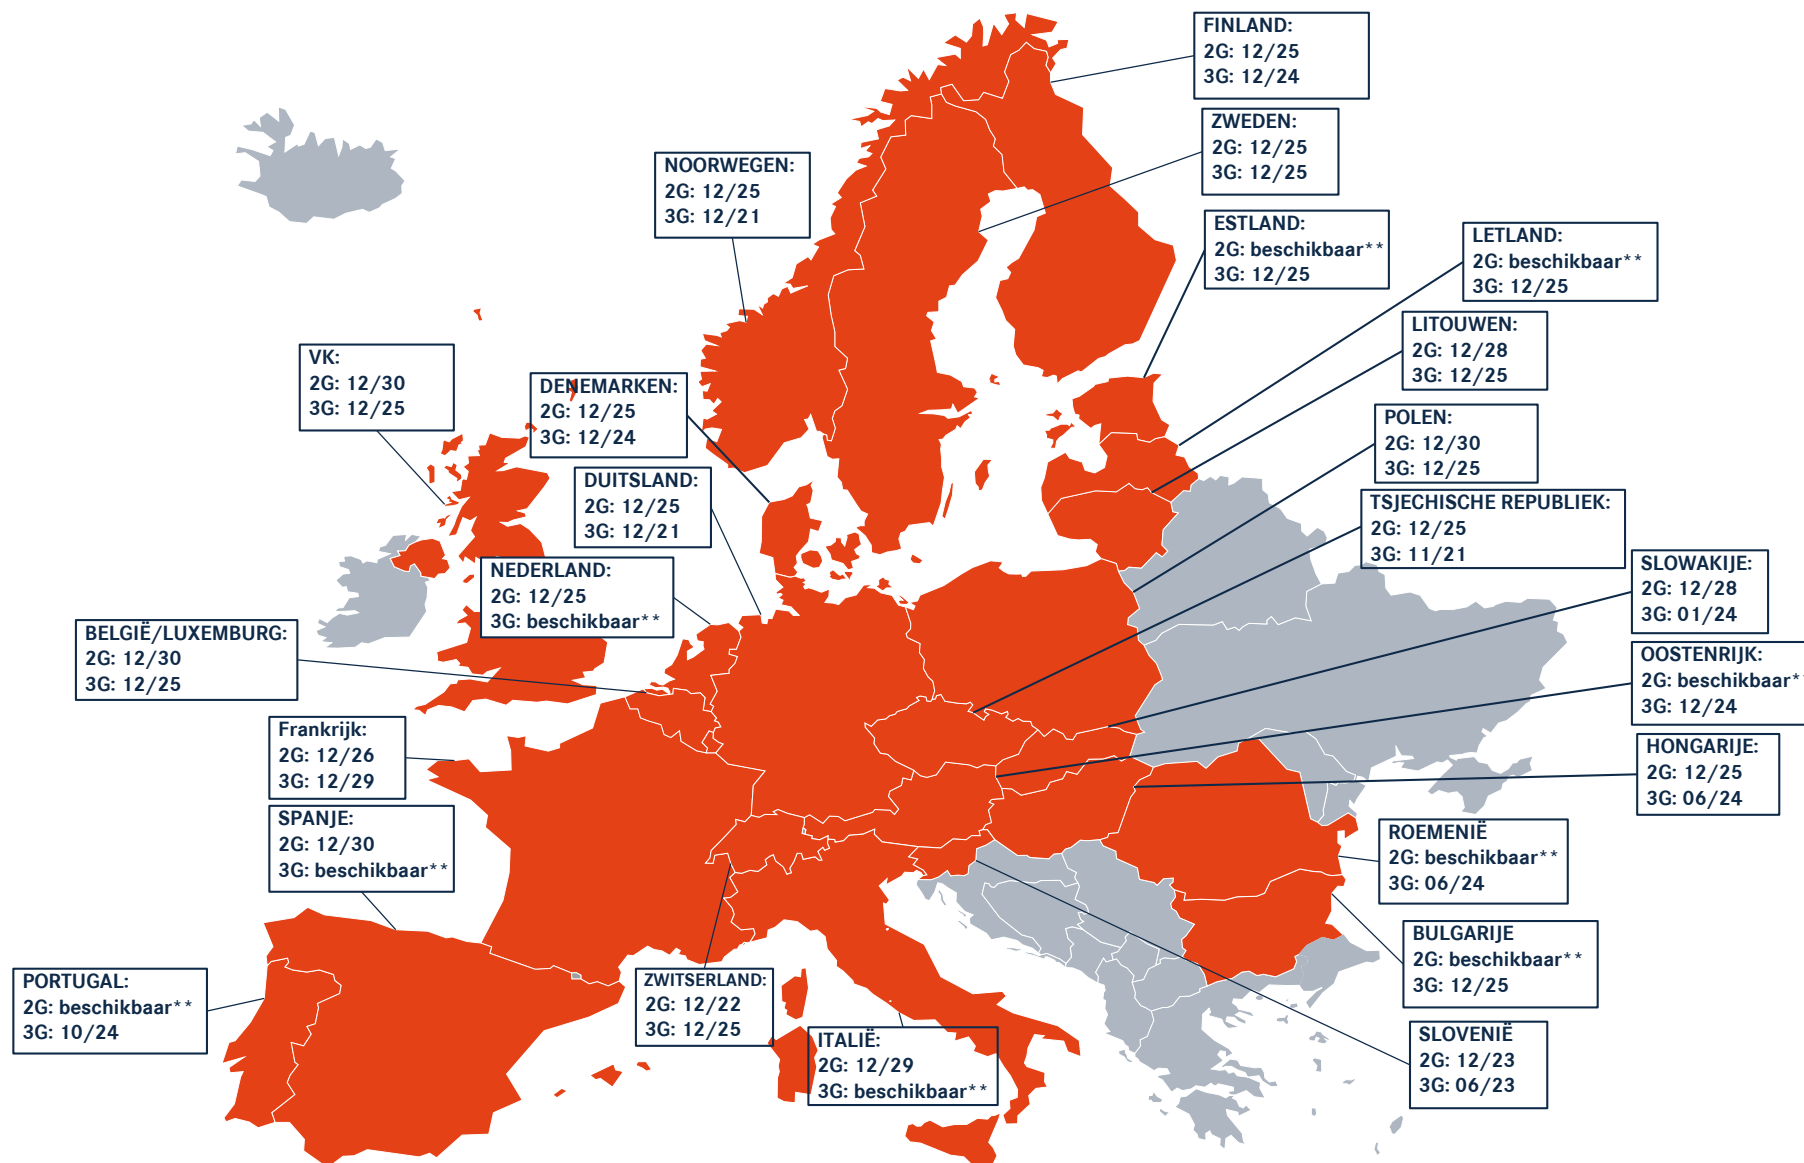 FINLAND:
2G: 12/25
3G: 12/24
ZWEDEN:
2G: 12/25
3G: 12/25
NOORWEGEN:
2G: 12/25
3G: 12/21
ESTLAND:
2G: beschikbaar**
3G: 12/25
LETLAND:
2G: beschikbaar**
3G: 12/25
LITOUWEN:
2G: 12/28
3G: 12/25
VK:
2G: 12/30
3G: 12/25
DENEMARKEN:
2G: 12/25
3G: 12/24
POLEN:
2G: 12/30
3G: 12/25
DUITSLAND:
2G: 12/25
3G: 12/21
TSJECHISCHE REPUBLIEK:
2G: 12/25
3G: 11/21
NEDERLAND:
2G: 12/25
3G: beschikbaar**
SLOWAKIJE:
2G: 12/28
3G: 01/24
BELGIË/LUXEMBURG:
2G: 12/30
3G: 12/25
OOSTENRIJK:
2G: beschikbaar**
3G: 12/24
Frankrijk:
2G: 12/26
3G: 12/29
HONGARIJE:
2G: 12/25
3G: 06/24
SPANJE:
2G: 12/30
3G: beschikbaar**
ROEMENIË
2G: beschikbaar**
3G: 06/24
BULGARIJE
2G: beschikbaar**
3G: 12/25
PORTUGAL:
2G: beschikbaar**
3G: 10/24
ZWITSERLAND:
2G: 12/22
3G: 12/25
ITALIË:
2G: 12/29
3G: beschikbaar**
SLOVENIË
2G: 12/23
3G: 06/23